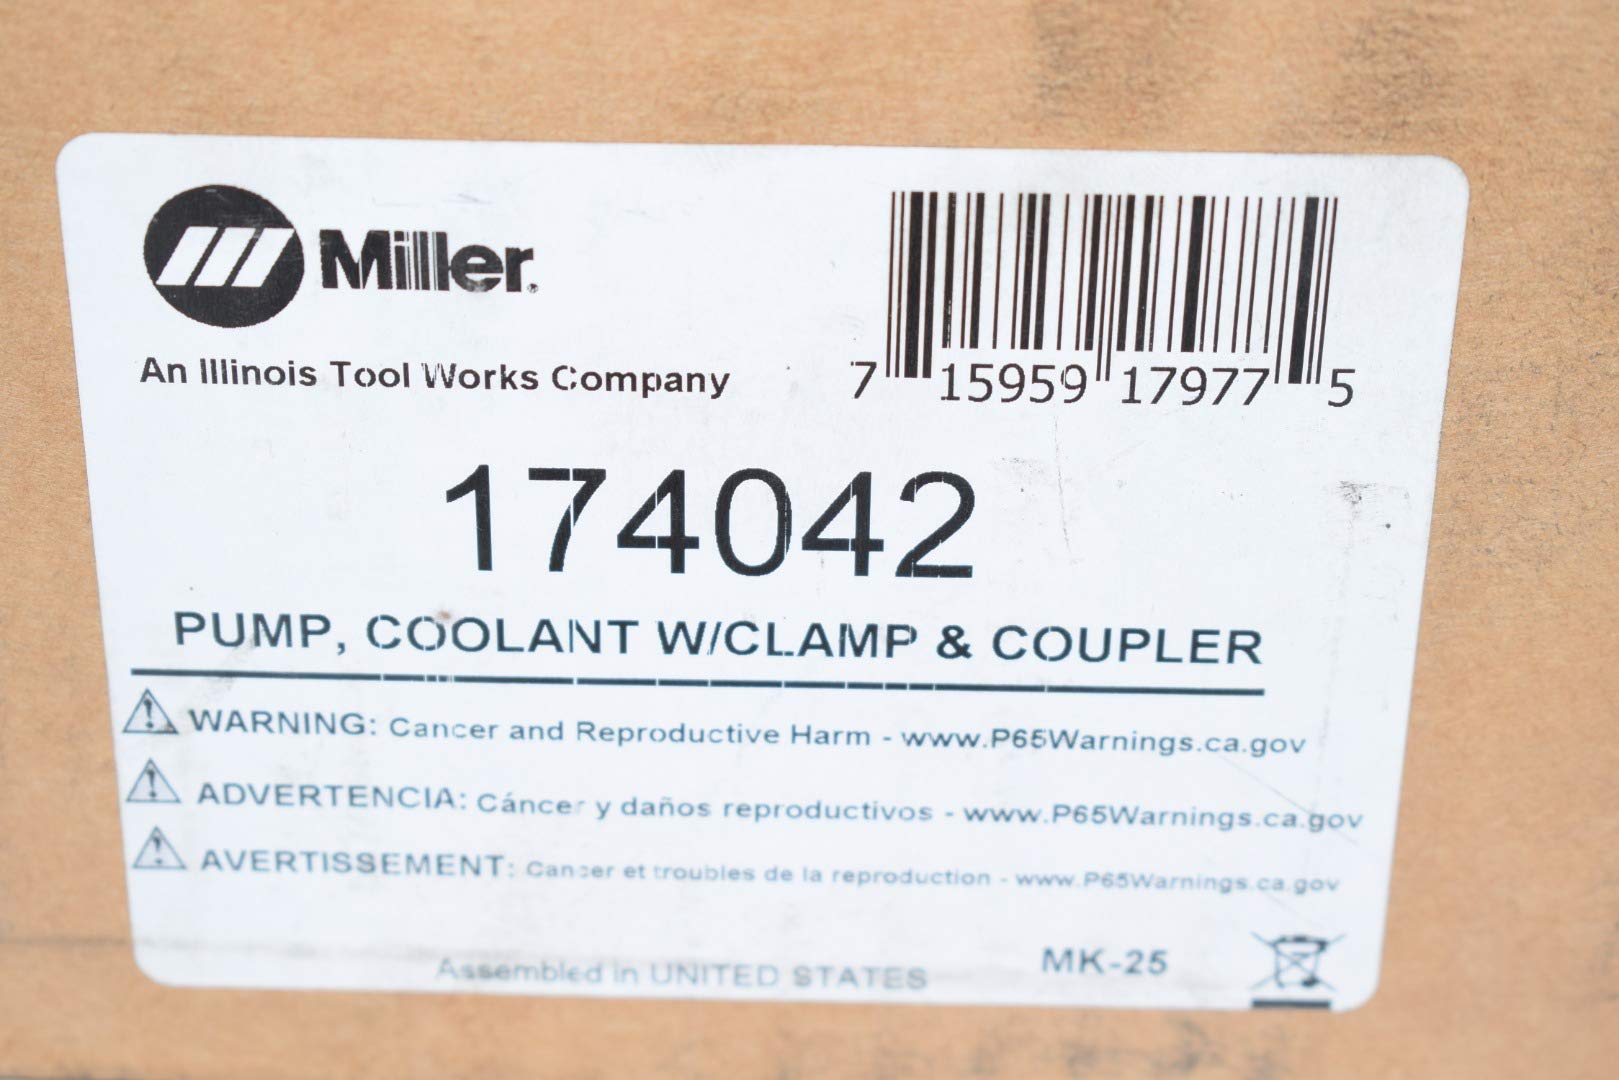 Miller.
An Illinois Tool Works Company
7 15959 17977 5
174042
PUMP, COOLANT W/CLAMP & COUPLER
WARNING: Cancer and Reproductive Harm - www.P65Warnings.ca.gov
ADVERTENCIA: Cáncer y daños reproductivos - www.P65Warnings.ca.gov
AVERTISSEMENT: Cancer et troubles de la reproduction - www.P65Warnings.ca.gov
MK-25
Assembled in UNITED STATES